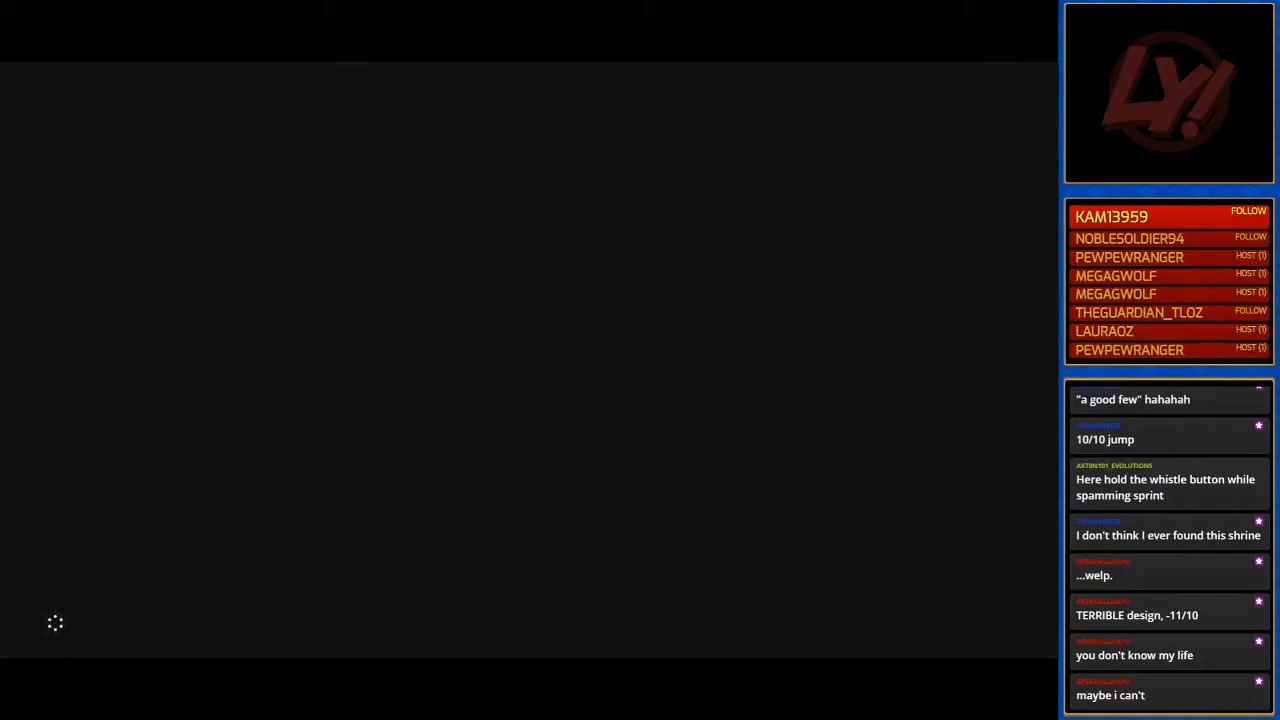 LY!
KAM13959 FOLLOW
NOBLESOLDIER94 FOLLOW
PEWPEWRANGER HOST (1)
MEGAGWOLF HOST (1)
MEGAGWOLF HOST (1)
THEGUARDIAN_TLOZ FOLLOW
LAURAOZ HOST (1)
PEWPEWRANGER HOST (1)
"a good few" hahahah
10/10 jump
AXTON101_EVOLUTIONS
Here hold the whistle button while
spamming sprint
I don't think I ever found this shrine
...welp.
TERRIBLE design, -11/10
you don't know my life
maybe i can't